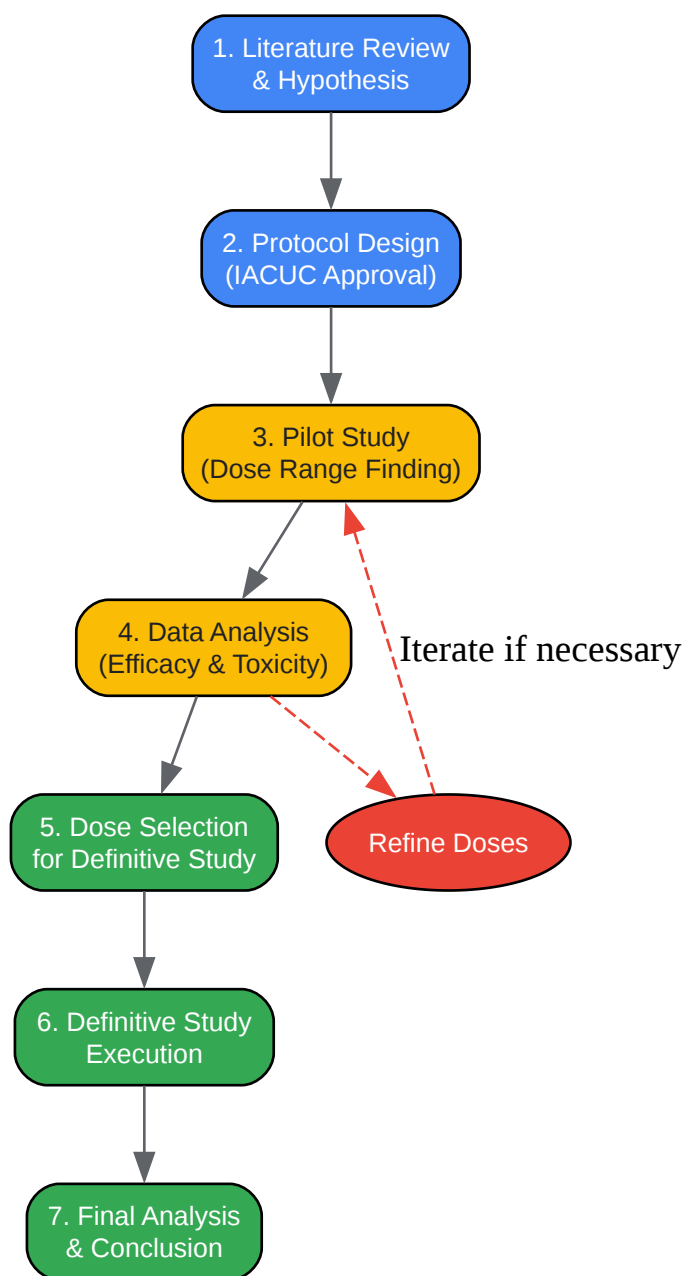 1. Literature Review
& Hypothesis
2. Protocol Design
(IACUC Approval)
3. Pilot Study
(Dose Range Finding)
4. Data Analysis
(Efficacy & Toxicity)
Iterate if necessary
5. Dose Selection
for Definitive Study
Refine Doses
6. Definitive Study
Execution
7. Final Analysis
& Conclusion